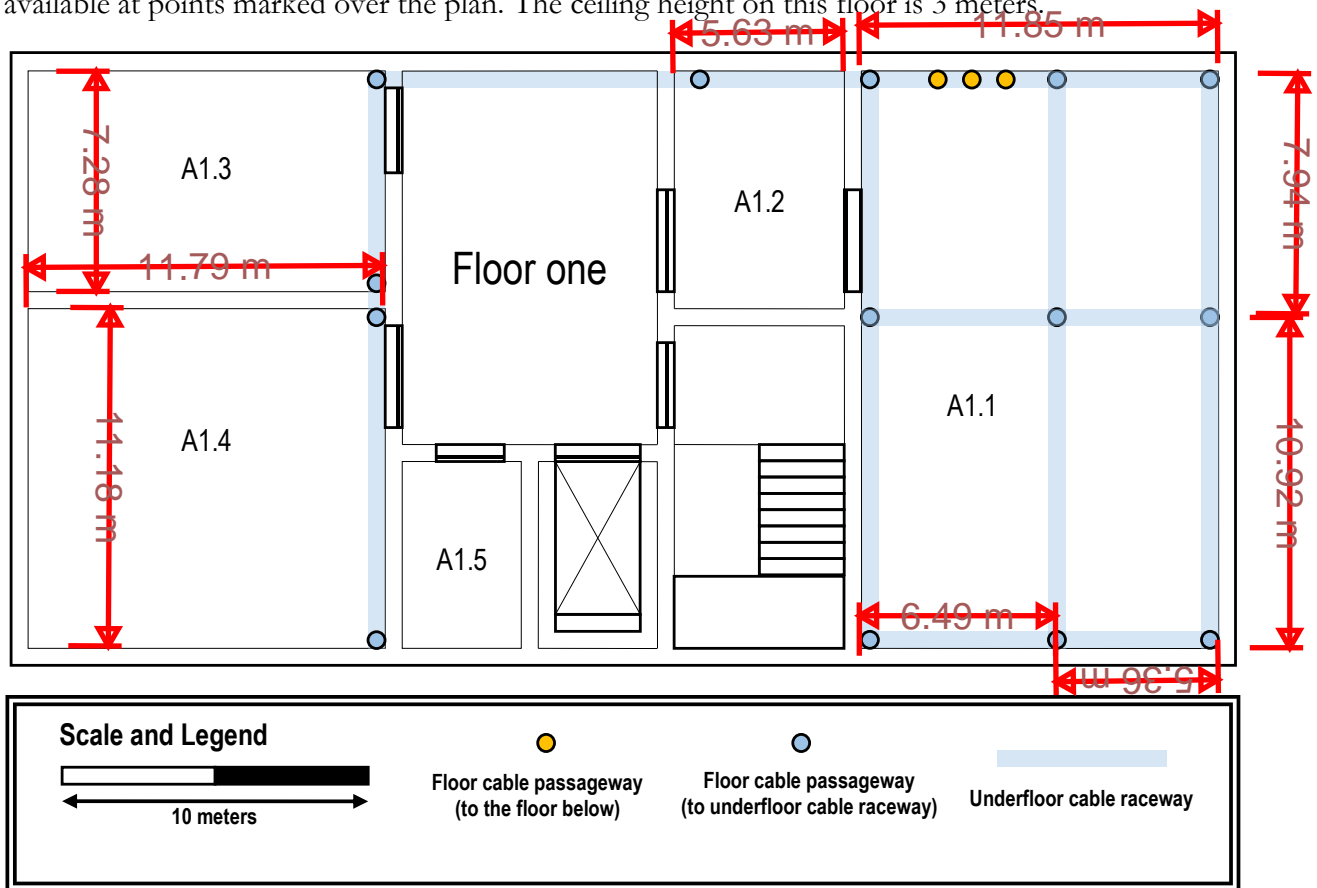 available at points marked over the plan. The ceiling height on this floor is 3 meters.
5.63 m
11.85 m
7.28 m
A1.3
A1.2
7.94 m
11.79 m
Floor one
11.18 m
A1.4
A1.1
10.92 m
A1.5
6.49 m
5.36 m
Scale and Legend
10 meters
Floor cable passageway
(to the floor below)
Floor cable passageway
(to underfloor cable raceway)
Underfloor cable raceway